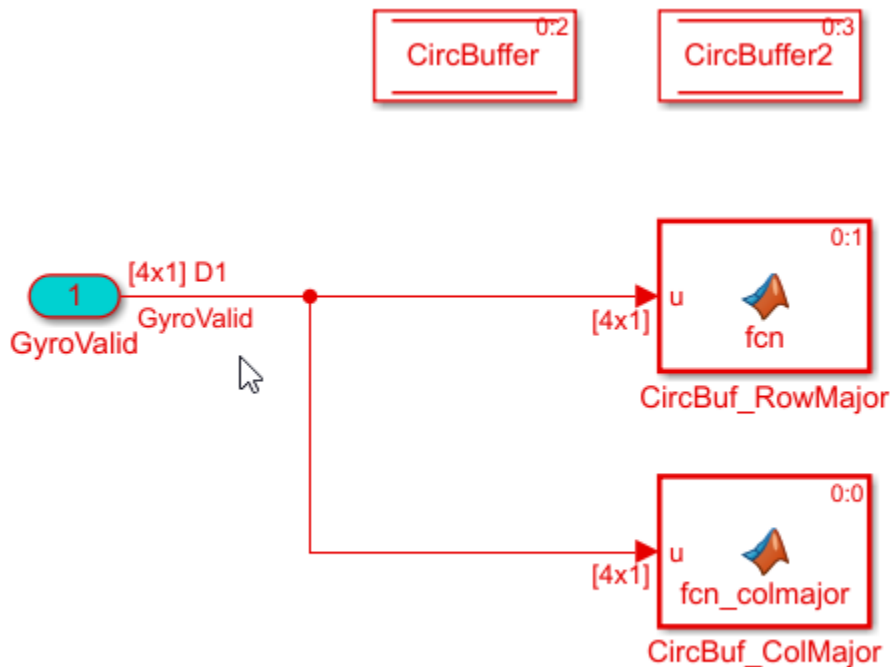 0:2
CircBuffer
0:3
CircBuffer2
0:1
[4x1] D1
1
GyroValid
GyroValid
u
[4x1]
fcn
CircBuf_RowMajor
0:0
u
[4x1]
fcn_colmajor
CircBuf_ColMajor